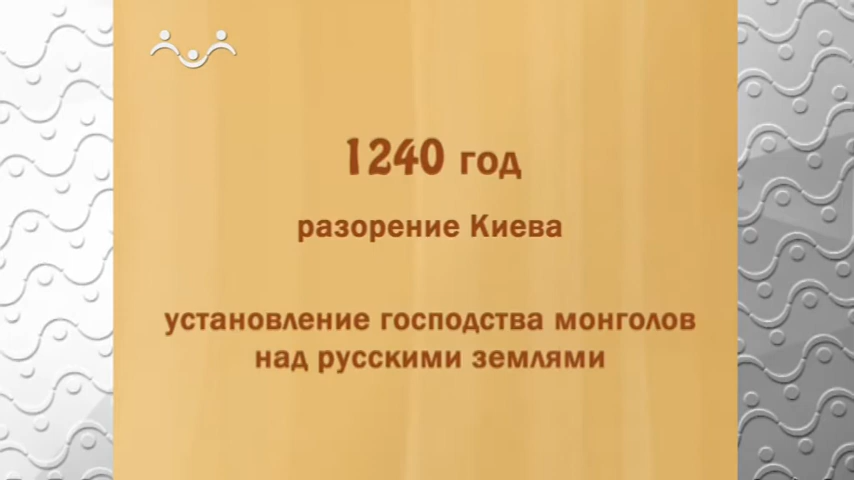 1240 год
разорение Киева
установление господства монголов
над русскими землями